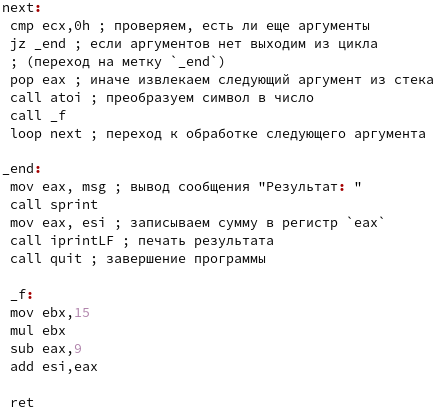 next:
cmp ecx,0h ; проверяем, есть ли еще аргументы
jz _end ; если аргументов нет выходим из цикла
; (переход на метку `_end`)
pop eax ; иначе извлекаем следующий аргумент из стека
call atoi ; преобразуем символ в число
call _f
loop next ; переход к обработке следующего аргумента
_end:
mov eax, msg ; вывод сообщения "Результат: "
call sprint
mov eax, esi ; записываем сумму в регистр `eax`
call iprintLF ; печать результата
call quit ; завершение программы
_f:
mov ebx,15
mul ebx
sub eax,9
add esi,eax
ret